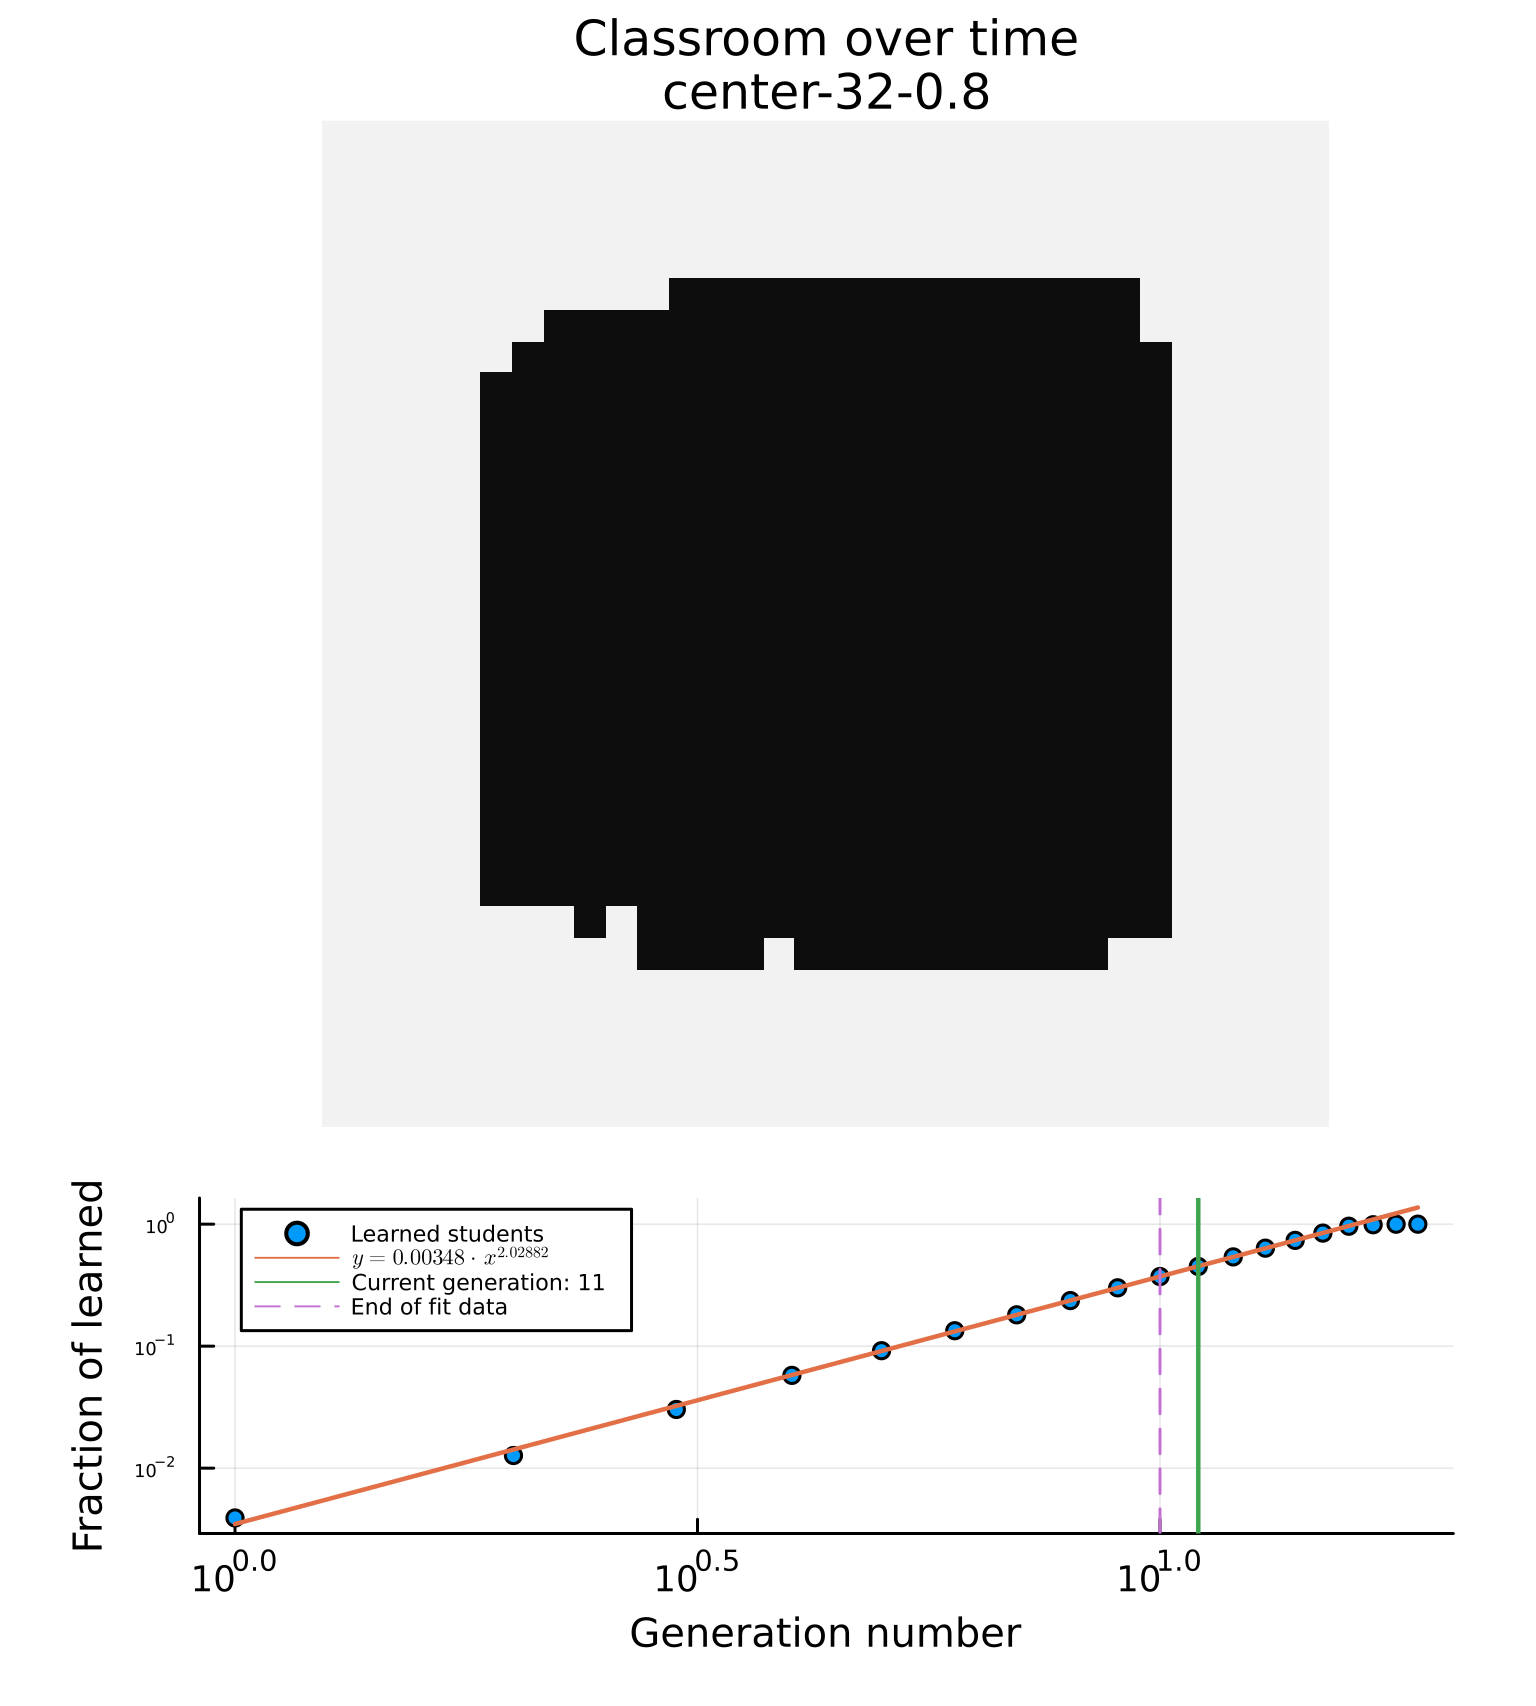 Classroom over time
center-32-0.8
Fraction of learned
10⁰
10⁻¹
10⁻²
Learned students
y = 0.00348 · x^2.02882
Current generation: 11
End of fit data
10^0.0
10^0.5
10^1.0
Generation number